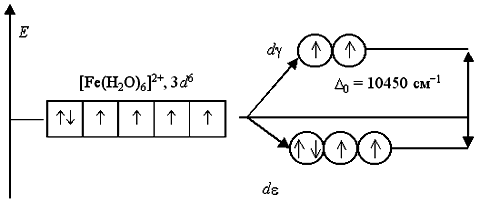 E
dγ
[Fe(H₂O)₆]²⁺, 3d⁶
Δ₀ = 10450 см⁻¹
↑↓ ↑ ↑ ↑ ↑
↑ ↑
↑↓ ↑ ↑
dε